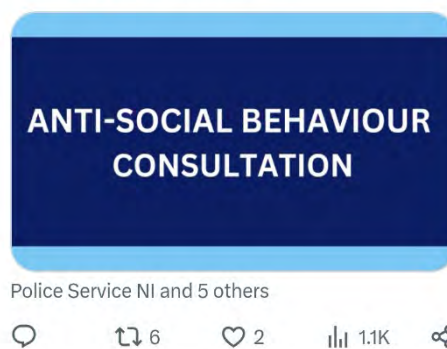 ANTI-SOCIAL BEHAVIOUR
CONSULTATION
Police Service NI and 5 others
6 2 1.1K